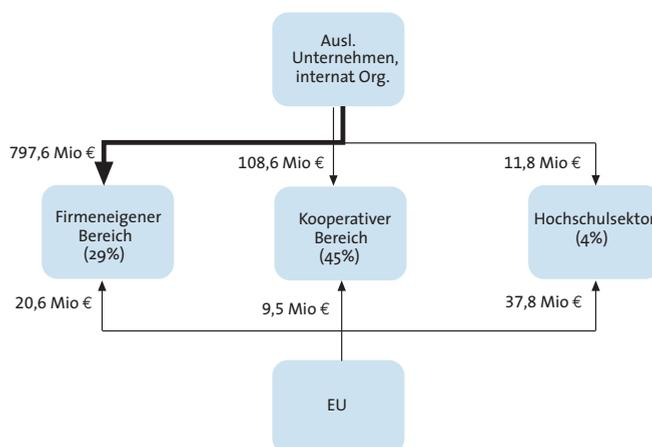 Ausl.
Unternehmen,
internat Org.
797,6 Mio €
108,6 Mio €
11,8 Mio €
Firmeneigener
Bereich
(29%)
Kooperativer
Bereich
(45%)
Hochschulsektor
(4%)
20,6 Mio €
9,5 Mio €
37,8 Mio €
EU